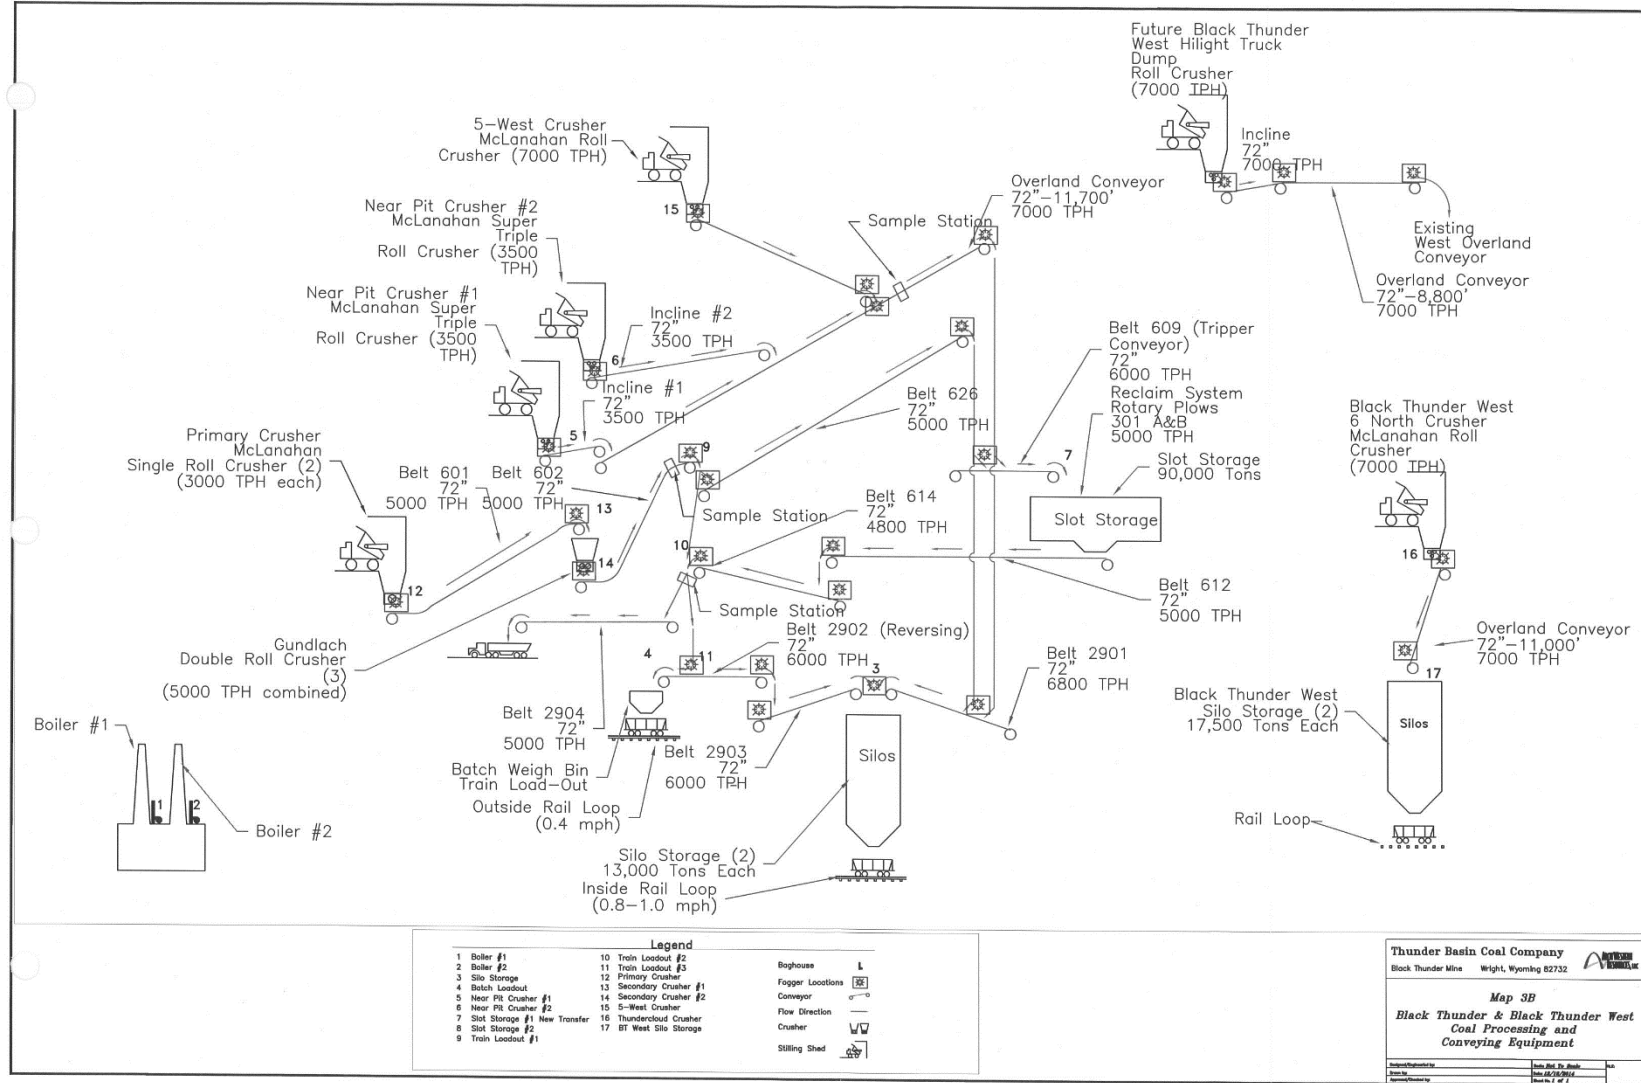 Future Black Thunder
West Hilight Truck
Dump
Roll Crusher
(7000 TPH)
5-West Crusher
McLanahan Roll
Crusher (7000 TPH)
15
Incline
72"
7000 TPH
Overland Conveyor
72"-11,700'
7000 TPH
Sample Station
Near Pit Crusher #2
McLanahan Super
Triple
Roll Crusher (3500
TPH)
Existing
West Overland
Conveyor
Overland Conveyor
72"-8,800'
7000 TPH
Near Pit Crusher #1
McLanahan Super
Triple
Roll Crusher (3500
TPH)
Incline #2
72"
3500 TPH
6
Belt 609 (Tripper
Conveyor)
72"
6000 TPH
Reclaim System
Rotary Plows
301 A&B
5000 TPH
Slot Storage
90,000 Tons
Incline #1
72"
3500 TPH
5
Belt 626
72"
5000 TPH
7
Black Thunder West
6 North Crusher
McLanahan Roll
Crusher
(7000 TPH)
Primary Crusher
McLanahan
Single Roll Crusher (2)
(3000 TPH each)
Belt 601
72"
5000 TPH
Belt 602
72"
5000 TPH
9
13
Sample Station
Belt 614
72"
4800 TPH
Slot Storage
10
14
12
16
Sample Station
Belt 612
72"
5000 TPH
Gundlach
Double Roll Crusher
(3)
(5000 TPH combined)
Belt 2902 (Reversing)
72"
6000 TPH
4
11
3
Belt 2901
72"
6800 TPH
Overland Conveyor
72"-11,000'
7000 TPH
17
Belt 2904
72"
5000 TPH
Belt 2903
72"
6000 TPH
Black Thunder West
Silo Storage (2)
17,500 Tons Each
Silos
Silos
Boiler #1
Batch Weigh Bin
Train Load-Out
Outside Rail Loop
(0.4 mph)
1
2
Boiler #2
Rail Loop
Silo Storage (2)
13,000 Tons Each
Inside Rail Loop
(0.8-1.0 mph)
Legend
1 Boiler #1
2 Boiler #2
3 Silo Storage
4 Batch Loadout
5 Near Pit Crusher #1
6 Near Pit Crusher #2
7 Slot Storage #1 New Transfer
8 Slot Storage #2
9 Train Loadout #1
10 Train Loadout #2
11 Train Loadout #3
12 Primary Crusher
13 Secondary Crusher #1
14 Secondary Crusher #2
15 5-West Crusher
16 Thundercloud Crusher
17 BT West Silo Storage
Baghouse
Fogger Locations
Conveyor
Flow Direction
Crusher
Stilling Shed
Thunder Basin Coal Company
Black Thunder Mine Wright, Wyoming 82732
Map 3B
Black Thunder & Black Thunder West
Coal Processing and
Conveying Equipment